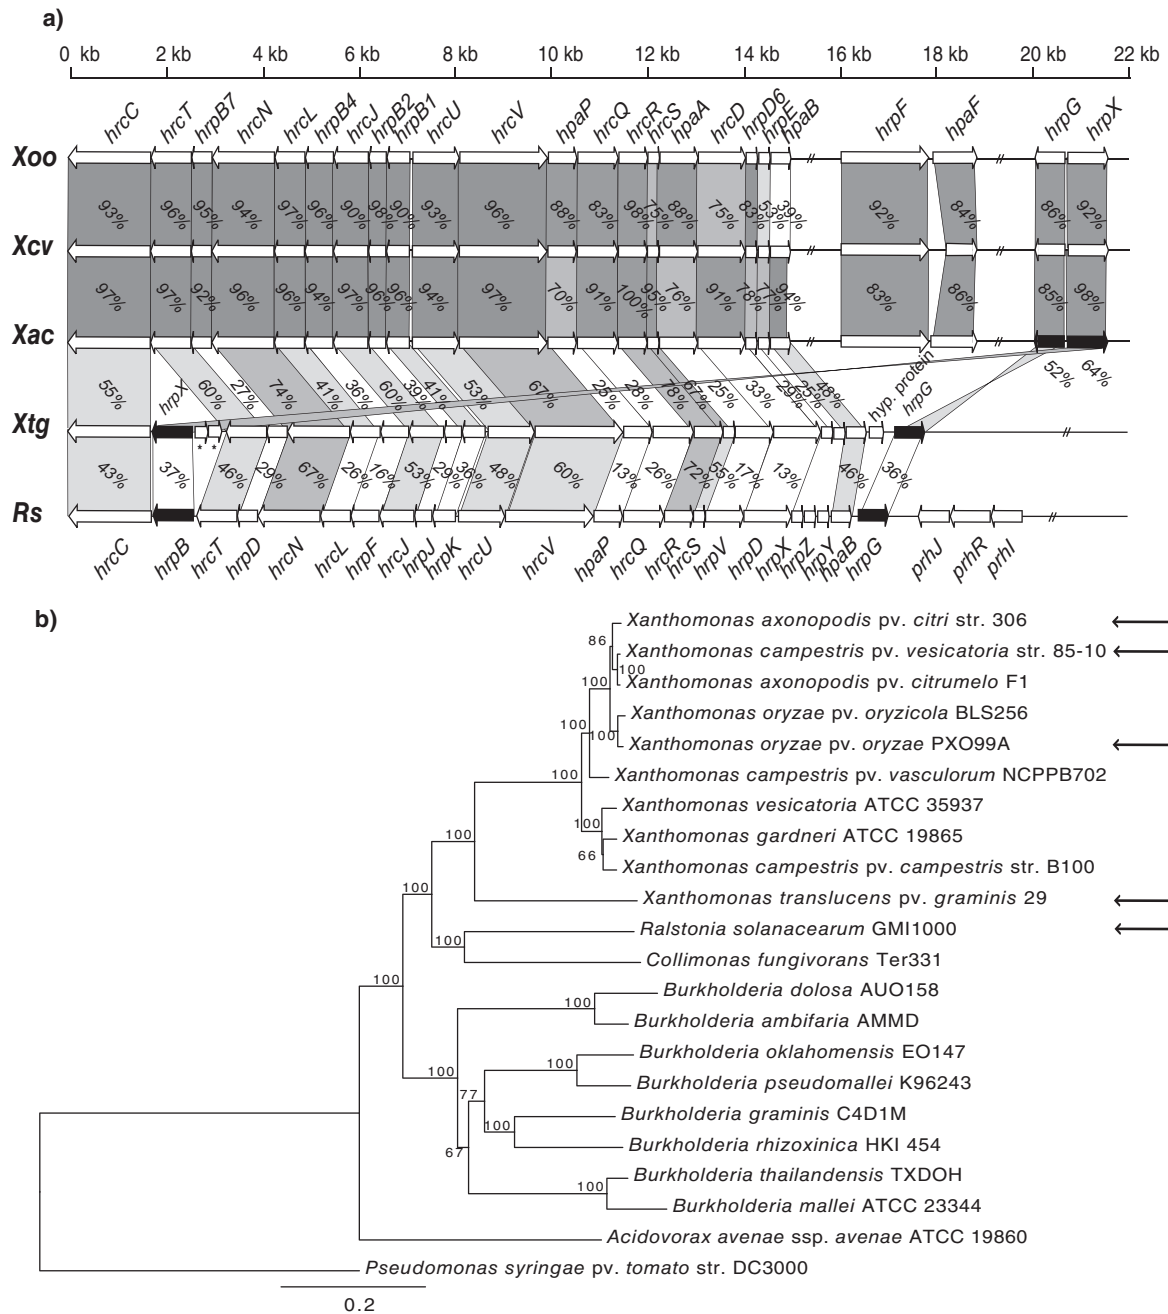 a)
0 kb 2 kb 4 kb 6 kb 8 kb 10 kb 12 kb 14 kb 16 kb 18 kb 20 kb 22 kb
hrcC hrcT hrpB7 hrcN hrcL hrpB4 hrcJ hrpB2 hrpB1 hrcU hrcV hpaP hrcQ hrcR hrcS hpaA hrcD hrpD6 hrpE hpaB hrpF hpaF hrpG hrpX
Xoo
93% 96% 95% 94% 97% 96% 90% 98% 90% 93% 96% 88% 83% 98% 75% 88% 75% 83% 53% 39% 92% 84% 86% 92%
Xcv
97% 97% 92% 96% 96% 94% 97% 96% 96% 94% 97% 70% 91% 100% 95% 76% 91% 78% 77% 94% 83% 86% 85% 98%
Xac
55% hrpX 60% 27% 74% 41% 36% 60% 39% 41% 53% 67% 25% 28% 78% 67% 25% 33% 29% 25% 48% hyp. protein hrpG 52% 64%
Xtg
* *
43% 37% 46% 29% 67% 26% 16% 53% 29% 36% 48% 60% 13% 26% 72% 55% 17% 13% 46% 36%
Rs
hrcC hrpB hrcT hrpD hrcN hrcL hrpF hrcJ hrpJ hrpK hrcU hrcV hpaP hrcQ hrcR hrcS hrpV hrpD hrpX hrpZ hrpY hpaB hrpG prhJ prhR prhI
b)
Xanthomonas axonopodis pv. citri str. 306
86
Xanthomonas campestris pv. vesicatoria str. 85-10
100
Xanthomonas axonopodis pv. citrumelo F1
100
Xanthomonas oryzae pv. oryzicola BLS256
100
100
Xanthomonas oryzae pv. oryzae PXO99A
100
Xanthomonas campestris pv. vasculorum NCPPB702
Xanthomonas vesicatoria ATCC 35937
100
Xanthomonas gardneri ATCC 19865
100
66
Xanthomonas campestris pv. campestris str. B100
100
Xanthomonas translucens pv. graminis 29
Ralstonia solanacearum GMI1000
100
Collimonas fungivorans Ter331
100
Burkholderia dolosa AUO158
100
Burkholderia ambifaria AMMD
Burkholderia oklahomensis EO147
100
100
Burkholderia pseudomallei K96243
77
Burkholderia graminis C4D1M
100
Burkholderia rhizoxinica HKI 454
67
Burkholderia thailandensis TXDOH
100
Burkholderia mallei ATCC 23344
Acidovorax avenae ssp. avenae ATCC 19860
Pseudomonas syringae pv. tomato str. DC3000
0.2